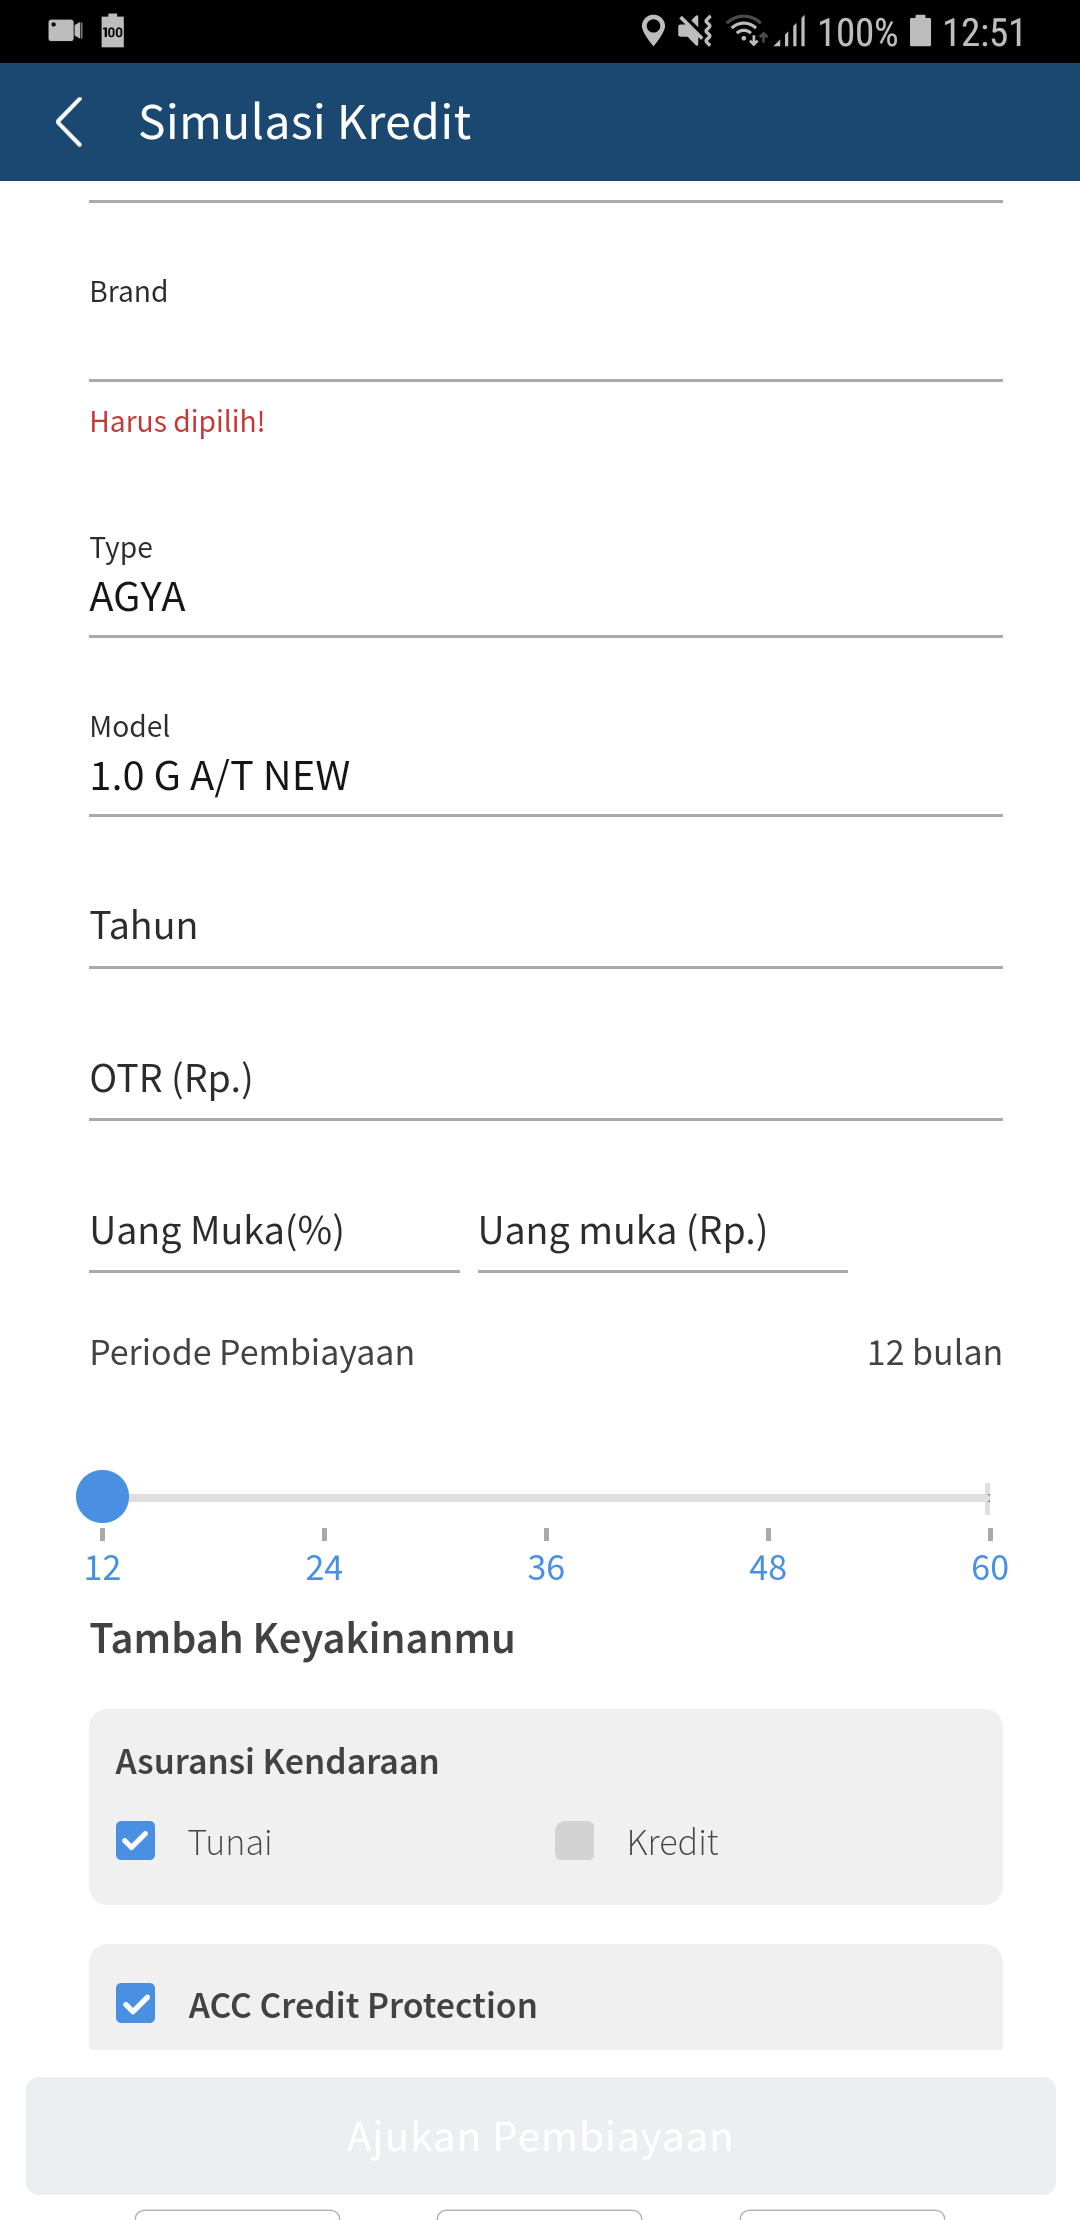 100 100% 12:51
Simulasi Kredit
Brand
Harus dipilih!
Type
AGYA
Model
1.0 G A/T NEW
Tahun
OTR (Rp.)
Uang Muka(%) Uang muka (Rp.)
Periode Pembiayaan 12 bulan
12 24 36 48 60
Tambah Keyakinanmu
Asuransi Kendaraan
Tunai Kredit
ACC Credit Protection
Ajukan Pembiayaan